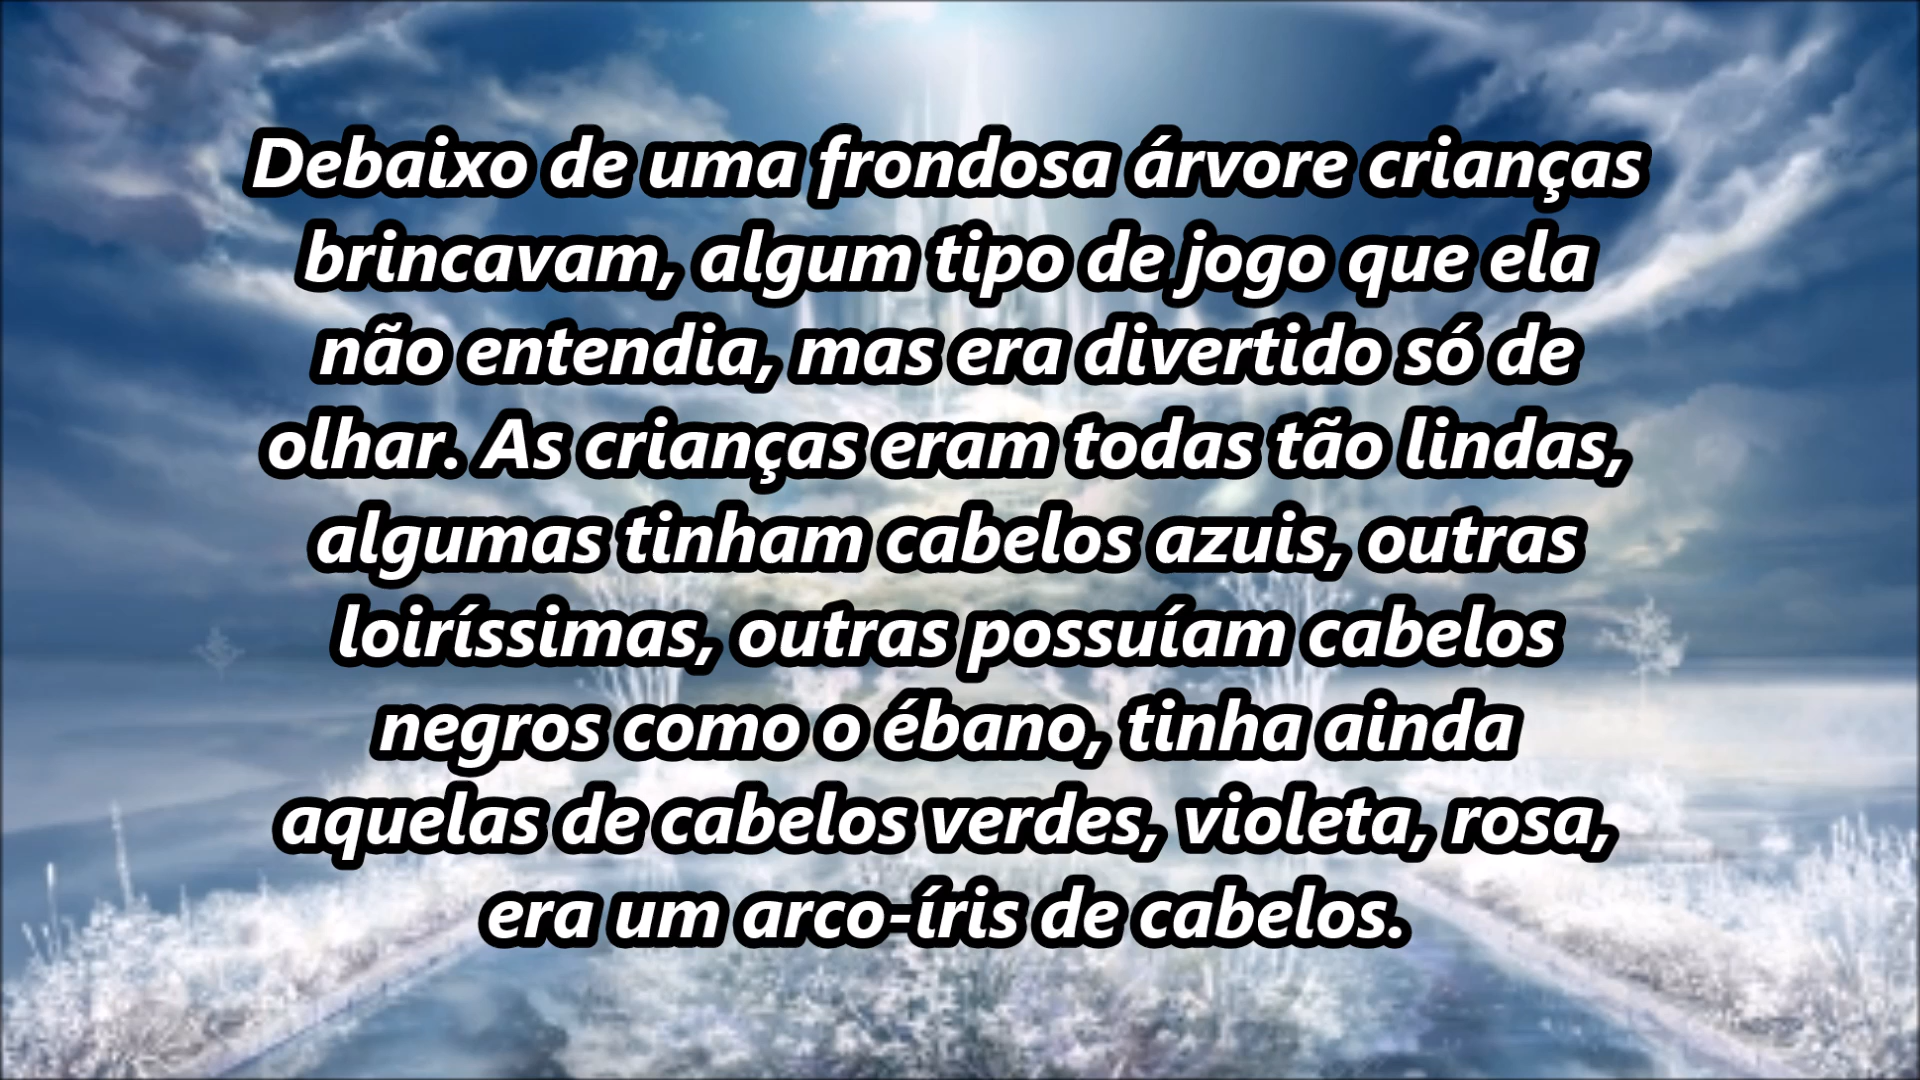 Debaixo de uma frondosa árvore crianças
brincavam, algum tipo de jogo que ela
não entendia, mas era divertido só de
olhar. As crianças eram todas tão lindas,
algumas tinham cabelos azuis, outras
loiríssimas, outras possuíam cabelos
negros como o ébano, tinha ainda
aquelas de cabelos verdes, violeta, rosa,
era um arco-íris de cabelos.